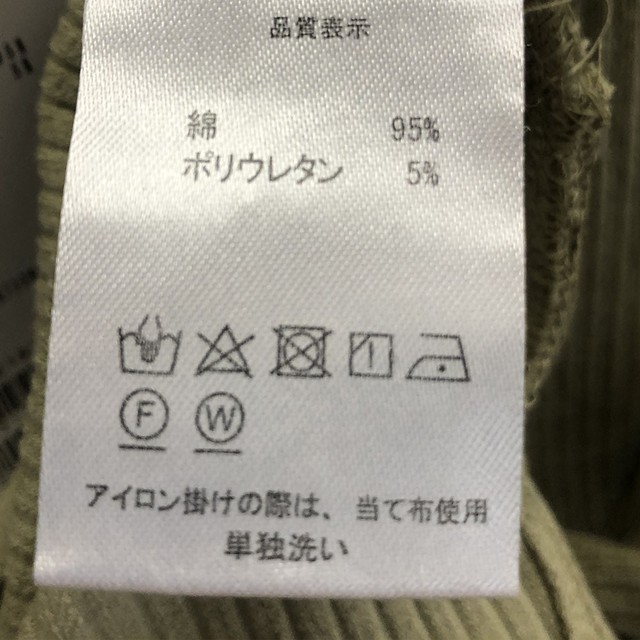 品質表示
綿 95%
ポリウレタン 5%
F W
アイロン掛けの際は、当て布使用
単独洗い